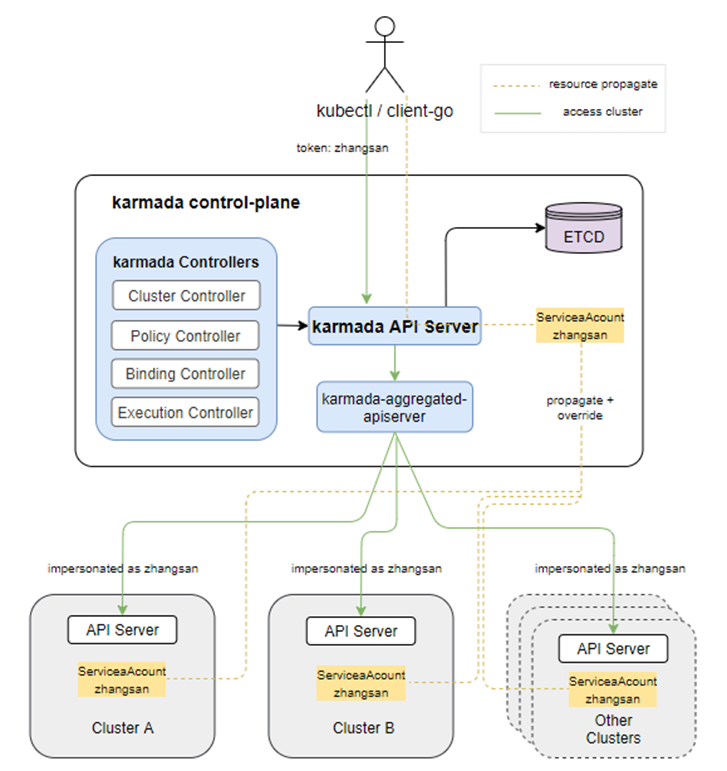 kubectl / client-go
resource propagate
access cluster
token: zhangsan
karmada control-plane
ETCD
karmada Controllers
Cluster Controller
Policy Controller
Binding Controller
Execution Controller
karmada API Server
ServiceaAcount
zhangsan
karmada-aggregated-
apiserver
propagate +
override
impersonated as zhangsan
impersonated as zhangsan
impersonated as zhangsan
API Server
ServiceaAcount
zhangsan
Cluster A
API Server
ServiceaAcount
zhangsan
Cluster B
API Server
ServiceaAcount
zhangsan
Other
Clusters